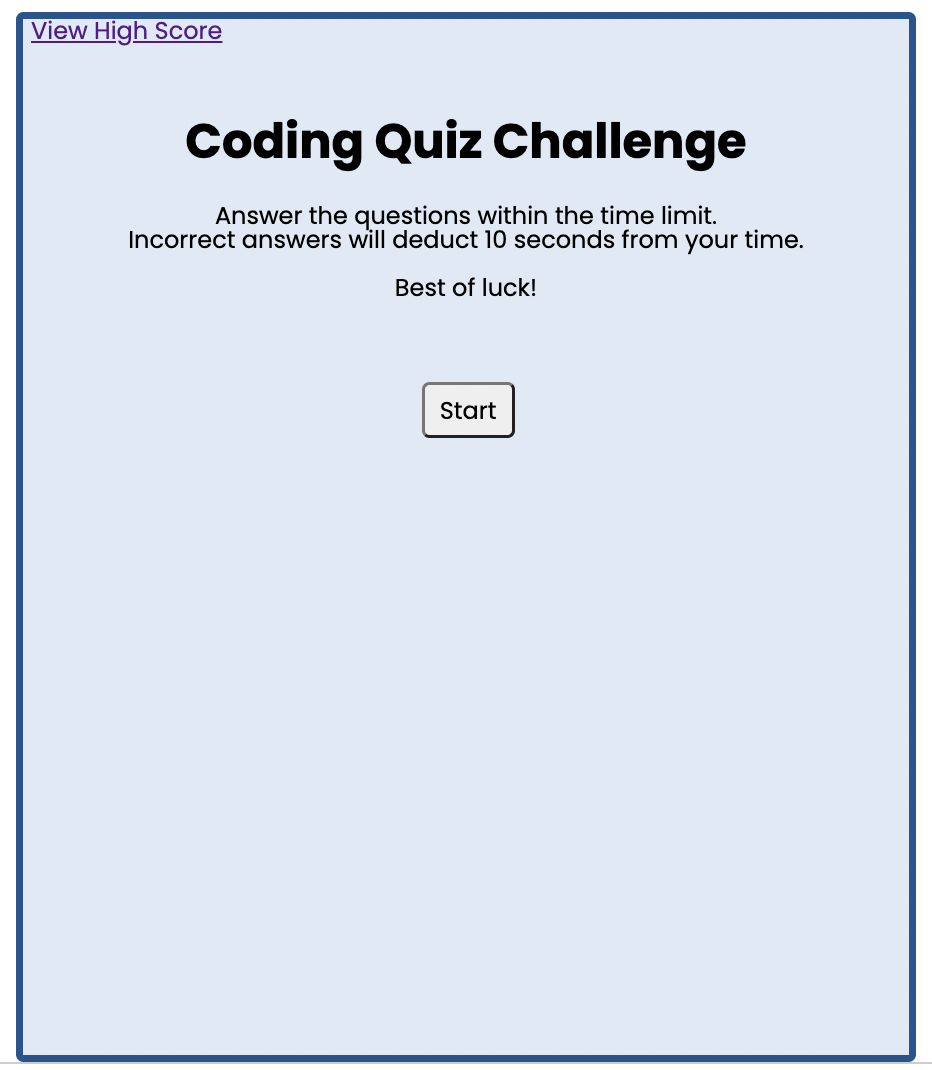 View High Score
Coding Quiz Challenge
Answer the questions within the time limit.
Incorrect answers will deduct 10 seconds from your time.
Best of luck!
Start